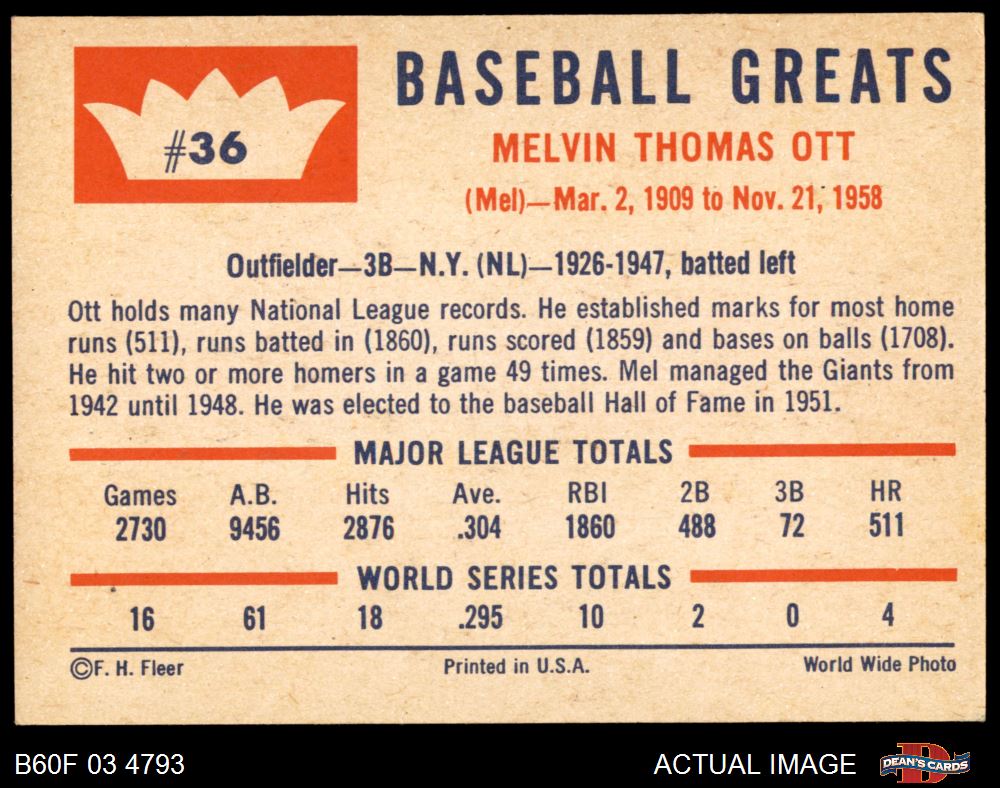 BASEBALL GREATS
#36
MELVIN THOMAS OTT
(Mel)—Mar. 2, 1909 to Nov. 21, 1958
Outfielder—3B—N.Y. (NL)—1926-1947, batted left
Ott holds many National League records. He established marks for most home
runs (511), runs batted in (1860), runs scored (1859) and bases on balls (1708).
He hit two or more homers in a game 49 times. Mel managed the Giants from
1942 until 1948. He was elected to the baseball Hall of Fame in 1951.
MAJOR LEAGUE TOTALS
Games A.B. Hits Ave. RBI 2B 3B HR
2730 9456 2876 .304 1860 488 72 511
WORLD SERIES TOTALS
16 61 18 .295 10 2 0 4
©F. H. Fleer Printed in U.S.A. World Wide Photo
B60F 03 4793 ACTUAL IMAGE DEAN'S CARDS